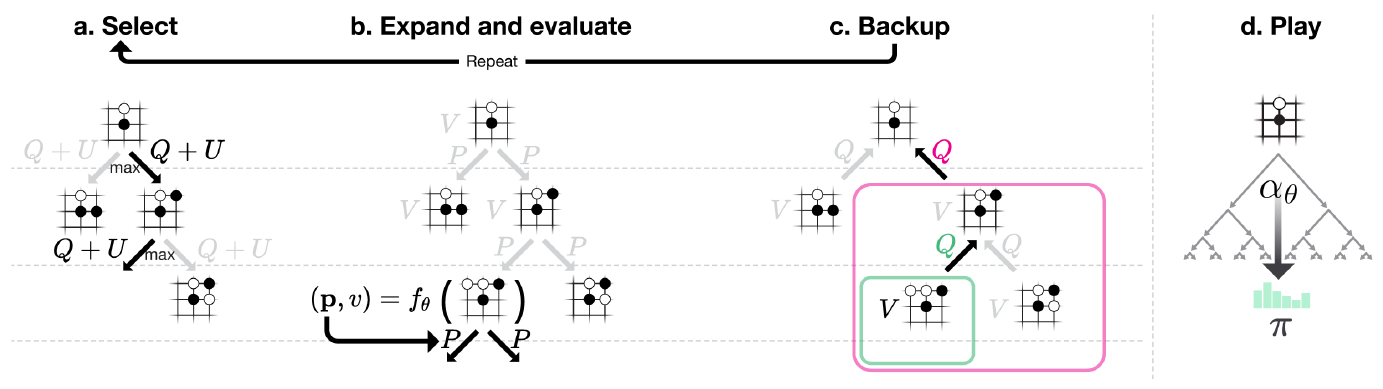 a. Select
b. Expand and evaluate
c. Backup
d. Play
Repeat
Q + U
max
Q + U
Q + U
max
Q + U
V
P
P
V
V
P
P
(p, v) = fθ ( )
P
P
Q
Q
V
V
Q
Q
V
V
αθ
π